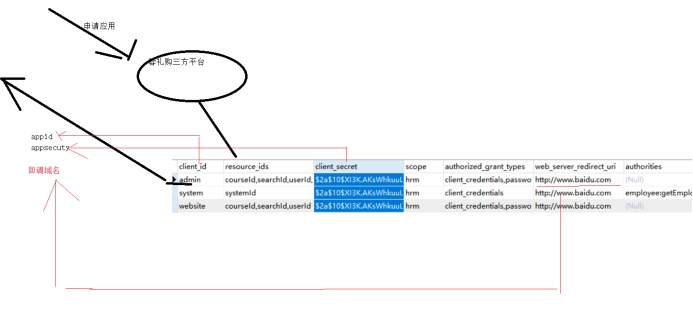 申请应用
礼购三方平台
appid
appsecuty
回调域名
client_id resource_ids client_secret scope authorized_grant_types web_server_redirect_uri authorities
admin courseId,searchId,userId, $2a$10$XI3K.AKsWhkuuL hrm client_credentials,passwo http://www.baidu.com (Null)
system systemId $2a$10$XI3K.AKsWhkuuL hrm client_credentials http://www.baidu.com employee:getEmplo
website courseId,searchId,userId, $2a$10$XI3K.AKsWhkuuL hrm client_credentials,passwo http://www.baidu.com (Null)